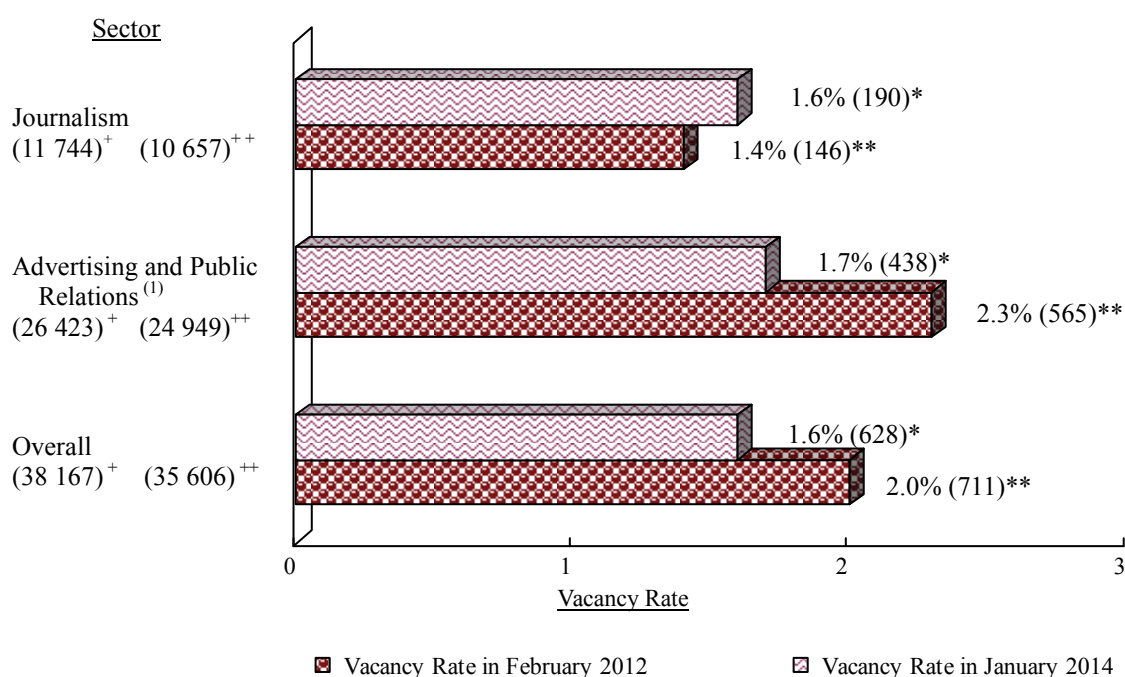 Sector
Journalism
(11 744)+ (10 657)++
1.6% (190)*
1.4% (146)**
Advertising and Public
Relations (1)
(26 423)+ (24 949)++
1.7% (438)*
2.3% (565)**
Overall
(38 167)+ (35 606)++
1.6% (628)*
2.0% (711)**
0 1 2 3
Vacancy Rate
Vacancy Rate in February 2012 Vacancy Rate in January 2014